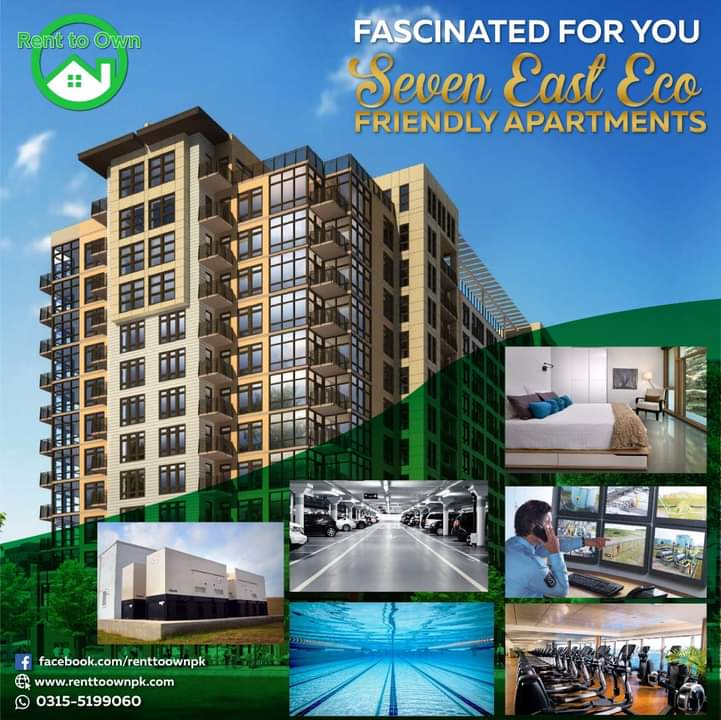 Rent to Own
FASCINATED FOR YOU
Seven East Eco
FRIENDLY APARTMENTS
facebook.com/renttoownpk
www.renttoownpk.com
0315-5199060